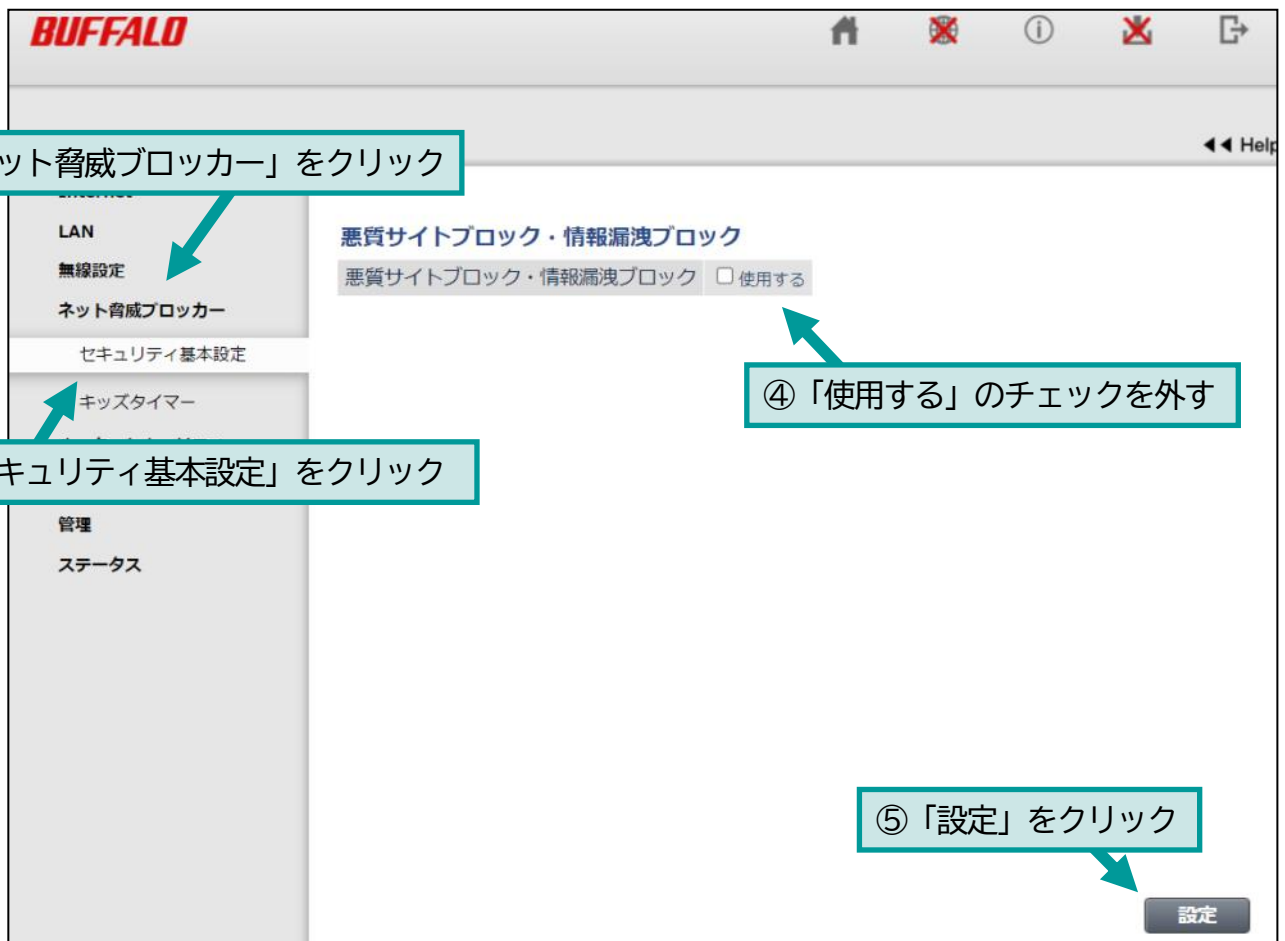 BUFFALO
Help
ット脅威ブロッカー」をクリック
LAN
無線設定
ネット脅威ブロッカー
セキュリティ基本設定
キッズタイマー
キュリティ基本設定」をクリック
管理
ステータス
悪質サイトブロック・情報漏洩ブロック
悪質サイトブロック・情報漏洩ブロック 使用する
④「使用する」のチェックを外す
⑤「設定」をクリック
設定